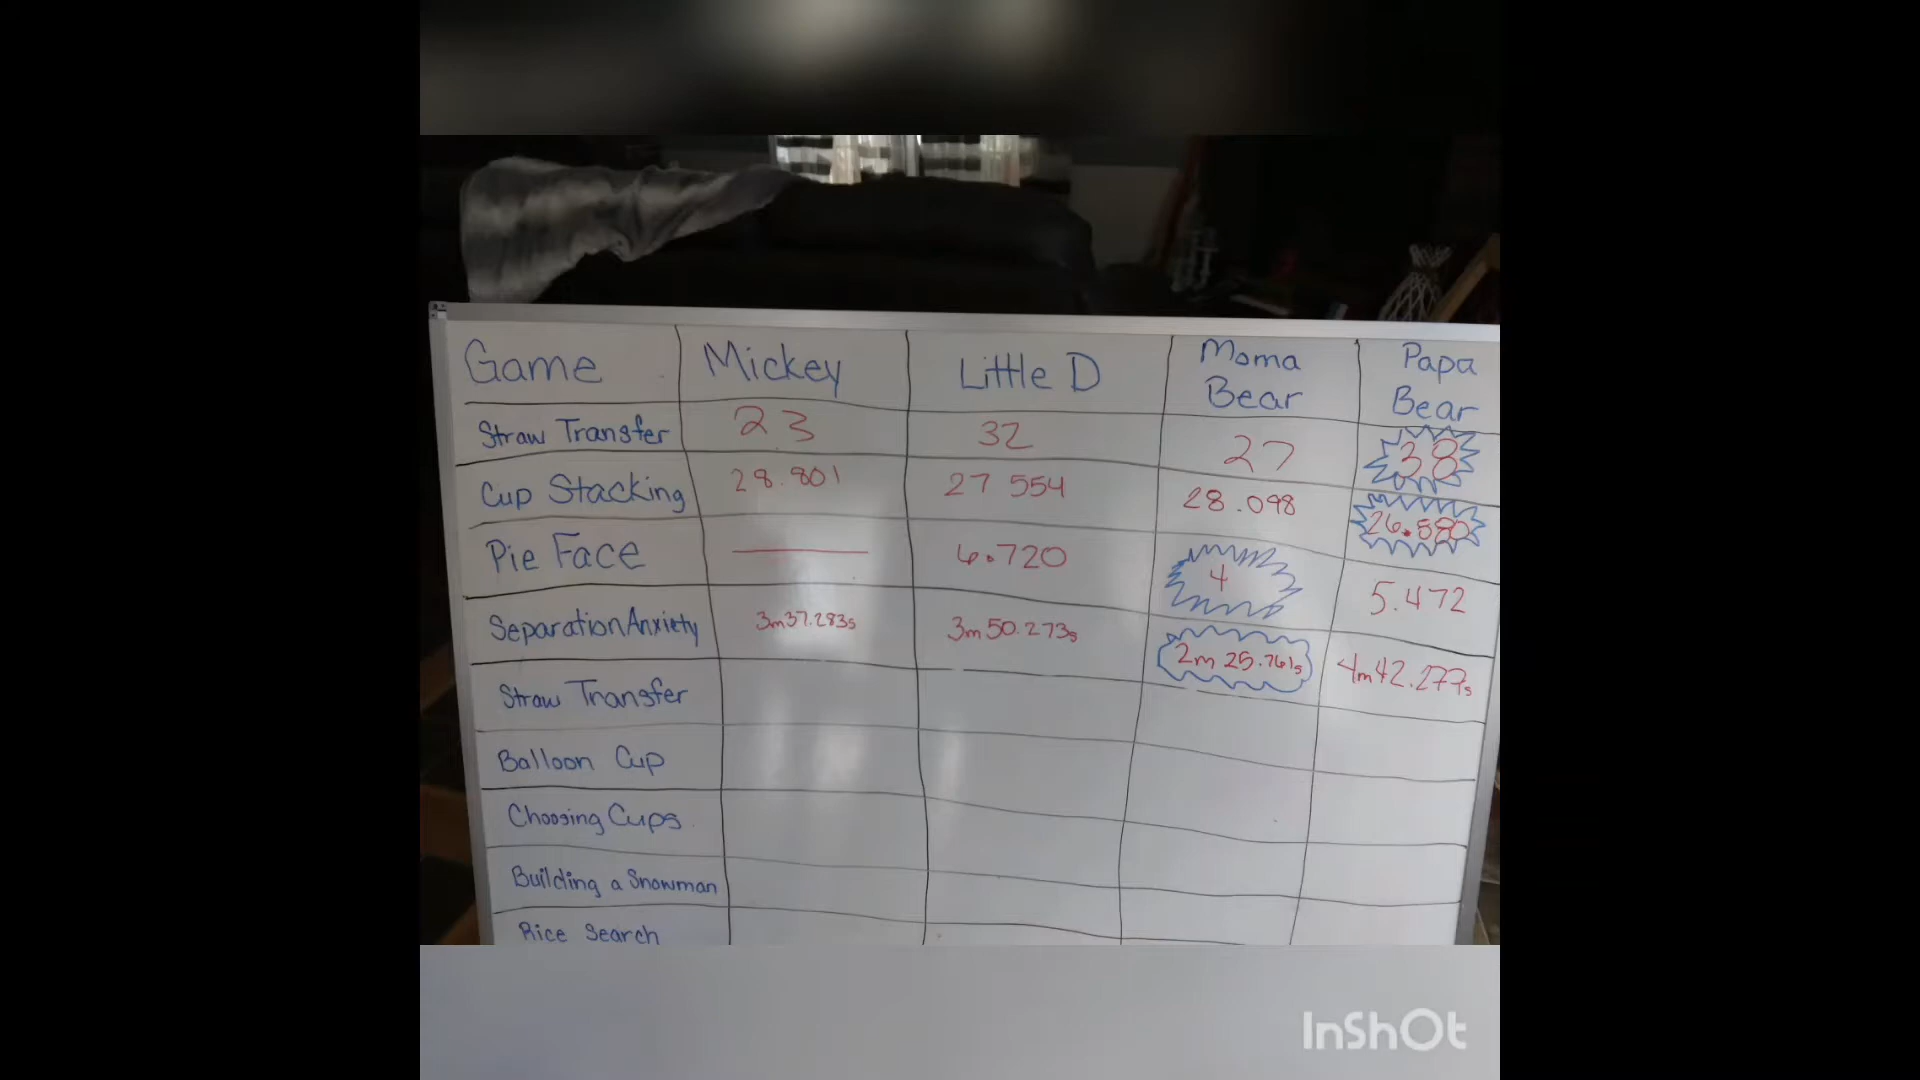 Game Mickey Little D Moma Bear Papa Bear
Straw Transfer 23 32 27 38
Cup Stacking 28.801 27 554 28.098 26.580
Pie Face 6.720 4 5.472
Separation Anxiety 3m37.283s 3m50.273s 2m 25.761s 4m42.277s
Straw Transfer
Balloon Cup
Choosing Cups
Building a Snowman
Rice Search
InShOt